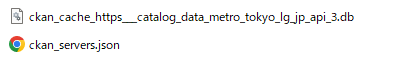 ckan_cache_https___catalog_data_metro_tokyo_lg_jp_api_3.db
ckan_servers.json